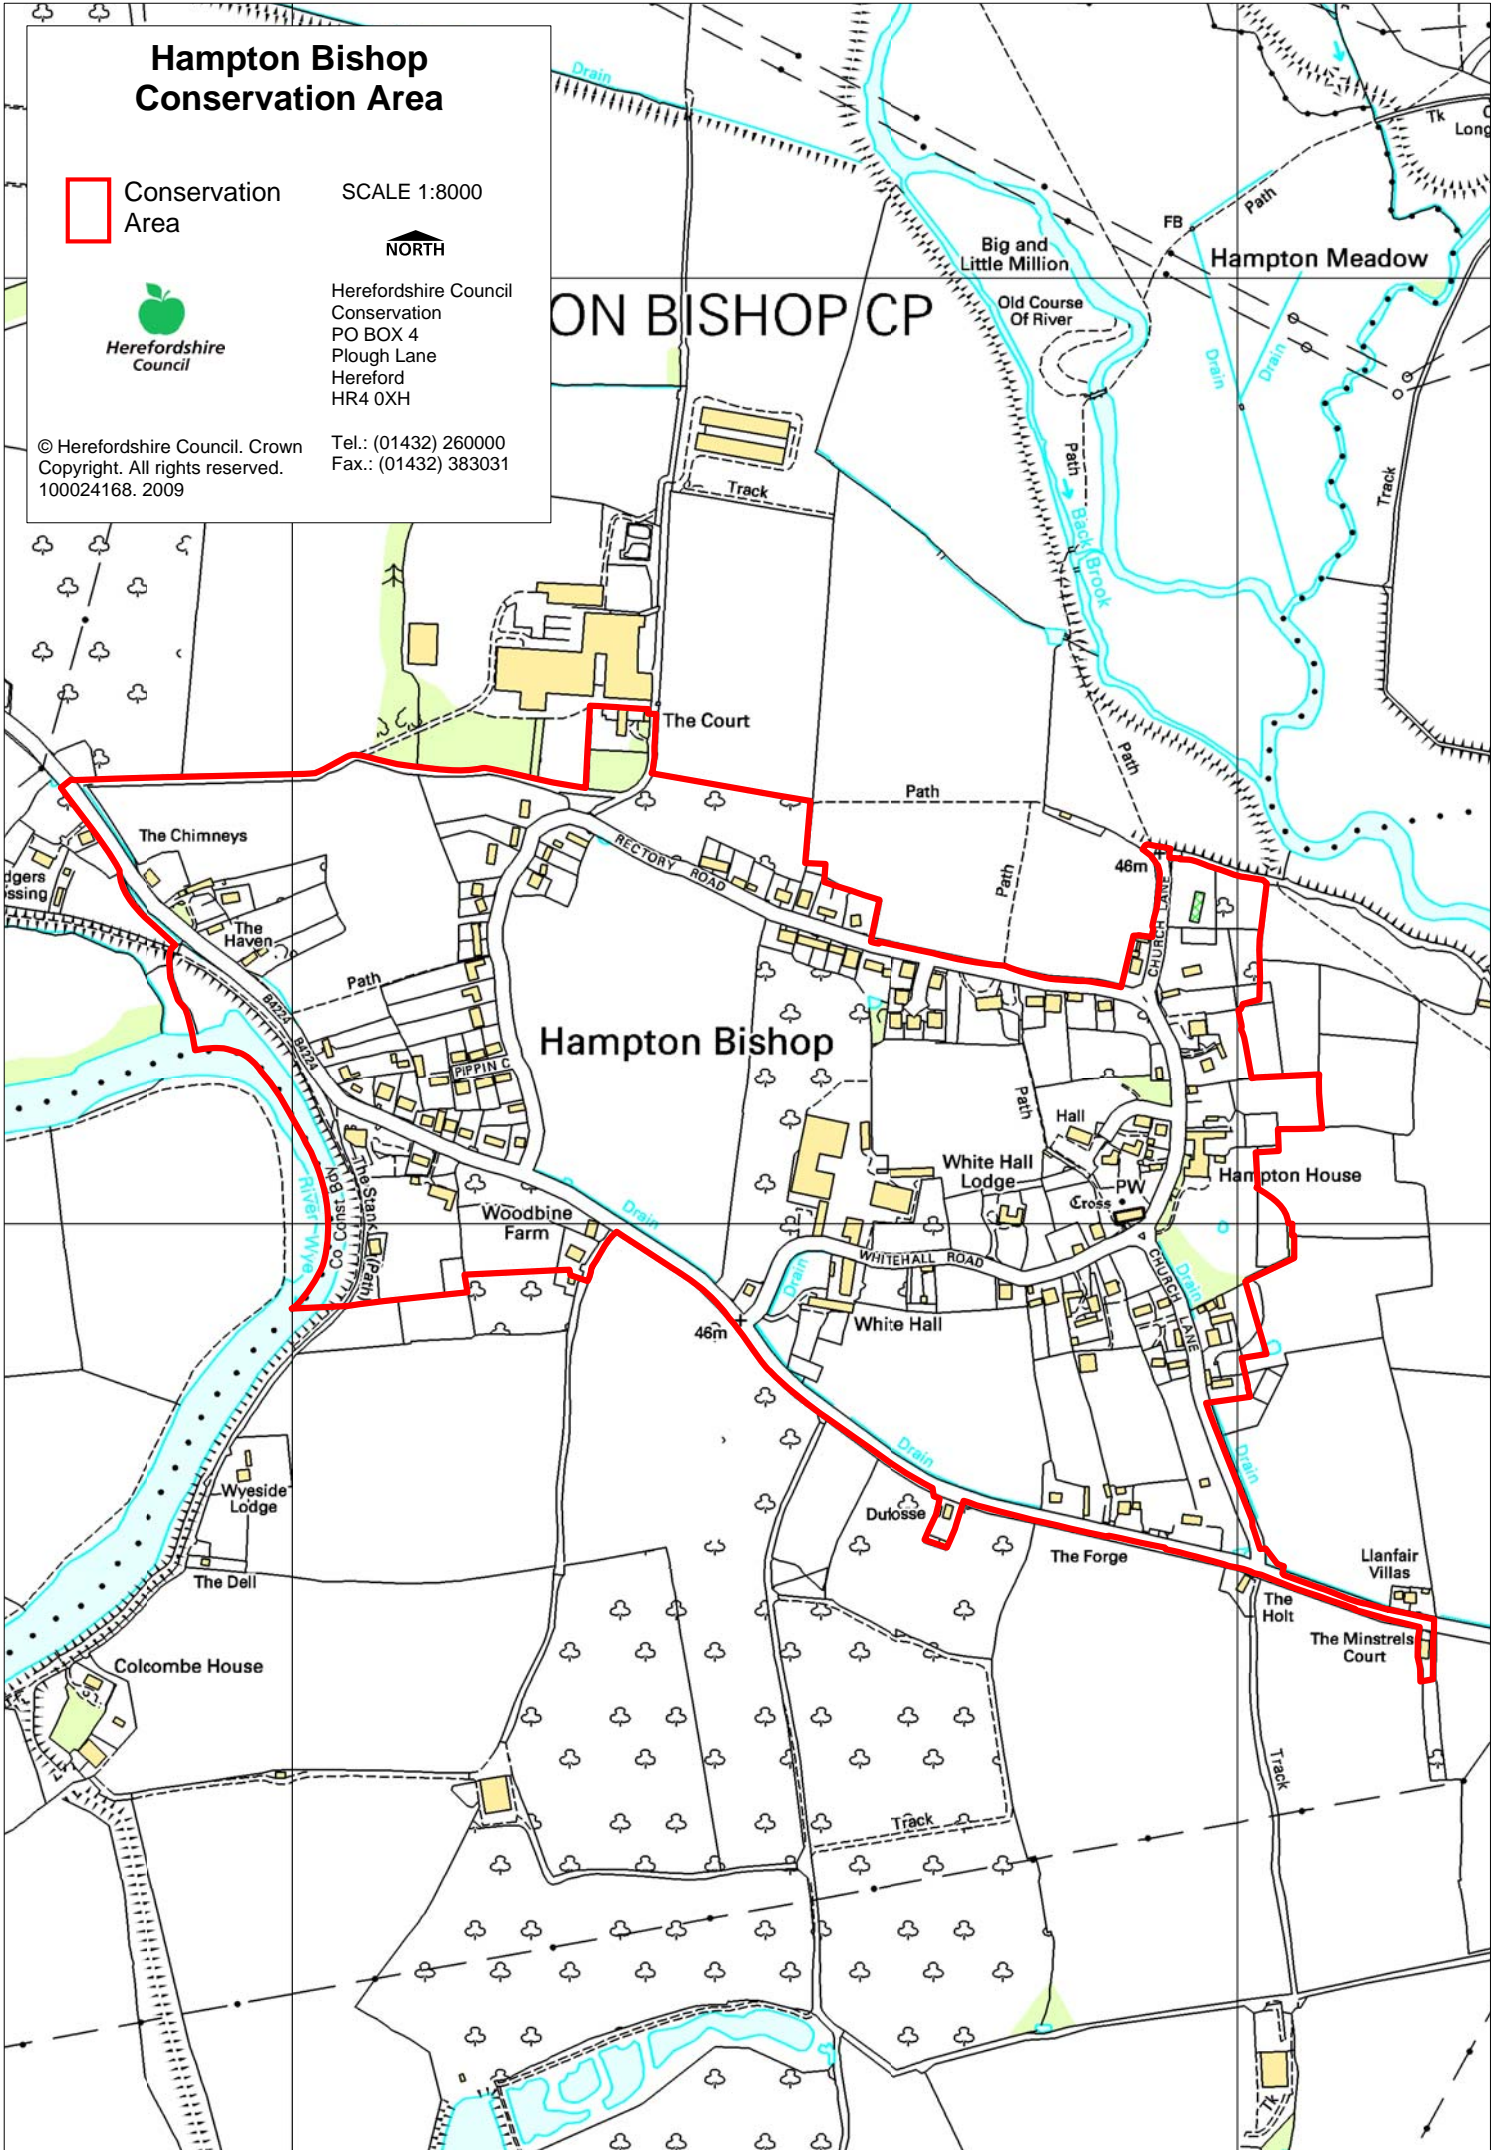 Hampton Bishop
Conservation Area
Conservation
Area
SCALE 1:8000
NORTH
Herefordshire
Council
Herefordshire Council
Conservation
PO BOX 4
Plough Lane
Hereford
HR4 0XH
© Herefordshire Council. Crown
Copyright. All rights reserved.
100024168. 2009
Tel.: (01432) 260000
Fax.: (01432) 383031
Drain
Tk
Long
Path
FB
Big and
Little Million
Hampton Meadow
Old Course
Of River
ON BISHOP CP
Drain
Drain
Path
Track
Track
Back Brook
The Court
Path
Path
The Chimneys
RECTORY ROAD
Path
46m
CHURCH LANE
dgers
ssing
The
Haven
Path
B4224
B4224
Hampton Bishop
PIPPIN C
Path
Hall
The Stank (Path)
Co Const Bdy
River Wye
White Hall
Lodge
PW
Cross
Hampton House
Woodbine
Farm
Drain
WHITEHALL ROAD
Drain
CHURCH LANE
Drain
46m
White Hall
Drain
Drain
Wyeside
Lodge
Dulosse
The Forge
Llanfair
Villas
The Dell
The
Holt
The Minstrels
Court
Colcombe House
Track
Track
Tk